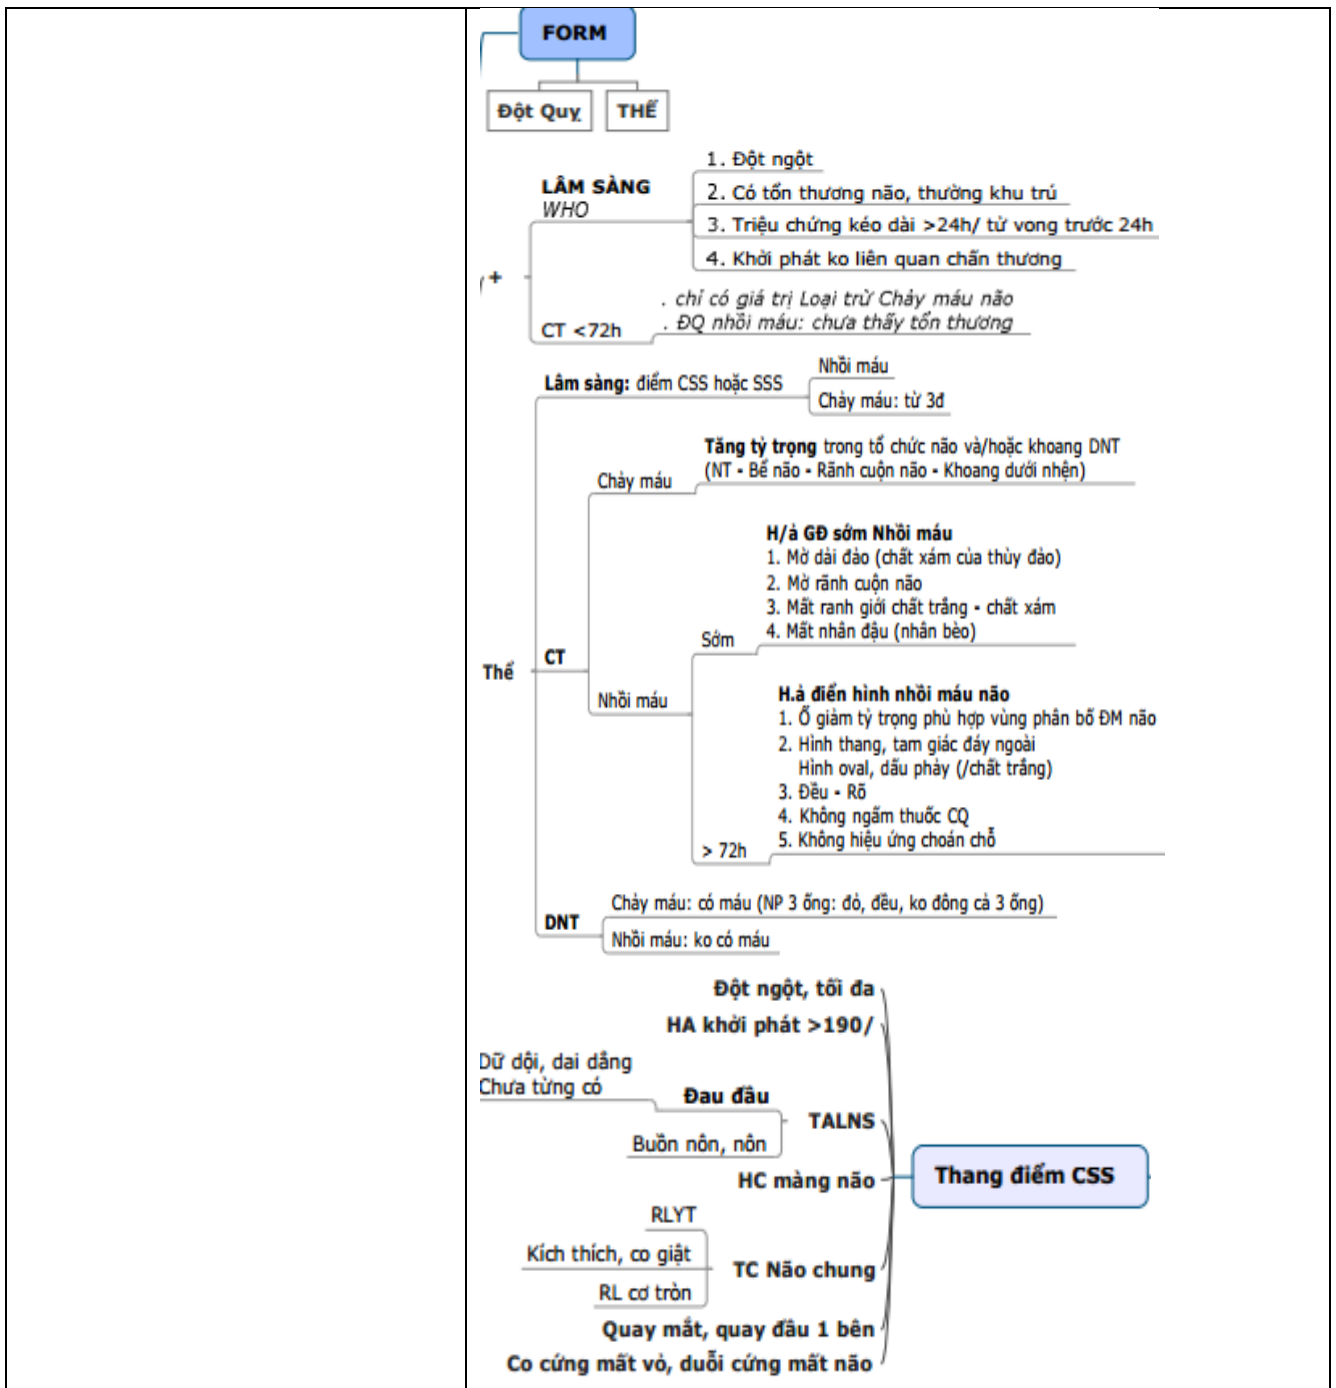 FORM
Đột Quỵ
THỂ
LÂM SÀNG
WHO
1. Đột ngột
2. Có tổn thương não, thường khu trú
3. Triệu chứng kéo dài >24h/ tử vong trước 24h
4. Khởi phát ko liên quan chấn thương
+
CT <72h
. chỉ có giá trị Loại trừ Chảy máu não
. ĐQ nhồi máu: chưa thấy tổn thương
Thể
Lâm sàng: điểm CSS hoặc SSS
Nhồi máu
Chảy máu: từ 3đ
CT
Chảy máu
Tăng tỷ trọng trong tổ chức não và/hoặc khoang DNT
(NT - Bể não - Rãnh cuộn não - Khoang dưới nhện)
Nhồi máu
Sớm
H/ả GĐ sớm Nhồi máu
1. Mờ dải đảo (chất xám của thùy đảo)
2. Mờ rãnh cuộn não
3. Mất ranh giới chất trắng - chất xám
4. Mất nhân đậu (nhân bèo)
> 72h
H.ả điển hình nhồi máu não
1. Ổ giảm tỷ trọng phù hợp vùng phân bố ĐM não
2. Hình thang, tam giác đáy ngoài
Hình oval, dấu phảy (/chất trắng)
3. Đều - Rõ
4. Không ngấm thuốc CQ
5. Không hiệu ứng choán chỗ
DNT
Chảy máu: có máu (NP 3 ống: đỏ, đều, ko đông cả 3 ống)
Nhồi máu: ko có máu
Thang điểm CSS
Đột ngột, tối đa
HA khởi phát >190/
TALNS
Đau đầu
Dữ dội, dai dẳng
Chưa từng có
Buồn nôn, nôn
HC màng não
TC Não chung
RLYT
Kích thích, co giật
RL cơ tròn
Quay mắt, quay đầu 1 bên
Co cứng mất vỏ, duỗi cứng mất não